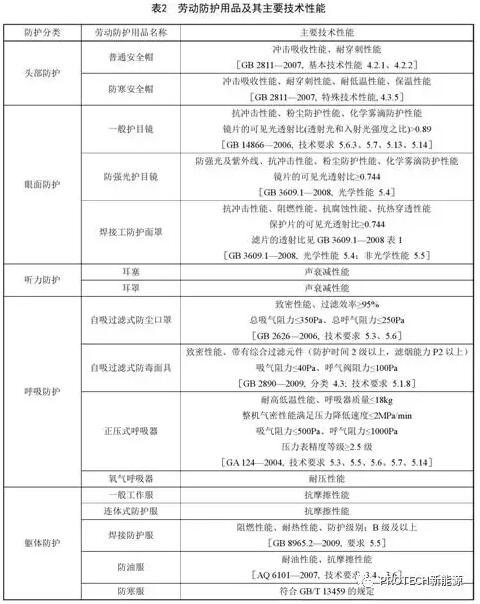 表2 劳动防护用品及其主要技术性能
防护分类 劳动防护用品名称 主要技术性能
头部防护
普通安全帽
冲击吸收性能、耐穿刺性能
[GB 2811—2007, 基本技术性能 4.2.1、4.2.2]
防寒安全帽
冲击吸收性能、耐穿刺性能、耐低温性能、保温性能
[GB 2811—2007, 特殊技术性能, 4.3.5]
眼面防护
一般护目镜
抗冲击性能、粉尘防护性能、化学雾滴防护性能
镜片的可见光透射比(透射光和入射光强度之比)>0.89
[GB 14866—2006, 技术要求 5.6.3、5.7、5.13、5.14]
防强光护目镜
防强光及紫外线、抗冲击性能、粉尘防护性能、化学雾滴防护性能
镜片的可见光透射比≥0.744
[GB 3609.1—2008, 光学性能 5.4]
焊接工防护面罩
抗冲击性能、阻燃性能、抗腐蚀性能、抗热穿透性能
保护片的可见光透射比≥0.744
滤片的透射比见 GB 3609.1—2008 表 1
[GB 3609.1—2008, 光学性能 5.4; 非光学性能 5.5]
听力防护
耳塞 声衰减性能
耳罩 声衰减性能
呼吸防护
自吸过滤式防尘口罩
致密性能、过滤效率≥95%
总吸气阻力≤350Pa、总呼气阻力≤250Pa
[GB 2626—2006, 技术要求 5.3、5.6]
自吸过滤式防毒面具
致密性能、带有综合过滤元件（防护时间 2 级以上，滤烟能力 P2 以上）
吸气阻力≤40Pa、呼气阀阻力≤100Pa
[GB 2890—2009, 分类 4.3; 技术要求 5.1.8]
正压式呼吸器
耐高低温性能、呼吸器质量≤18kg
整机气密性能满足压力降低速度≤2MPa/min
吸气阻力≤500Pa、呼气阻力≤1000Pa
压力表精度等级≥2.5 级
[GA 124—2004, 技术要求 5.3、5.5、5.6、5.7、5.14]
氧气呼吸器 耐压性能
躯体防护
一般工作服 抗摩擦性能
连体式防护服 抗摩擦性能
焊接防护服
阻燃性能、耐热性能、防护级别: B 级及以上
[GB 8965.2—2009, 要求 5.5]
防油服
耐油性能、抗摩擦性能
[AQ 6101—2007, 技术要求 3.4、3.6]
防寒服 符合 GB/T 13459 的规定
PROTECH新能源